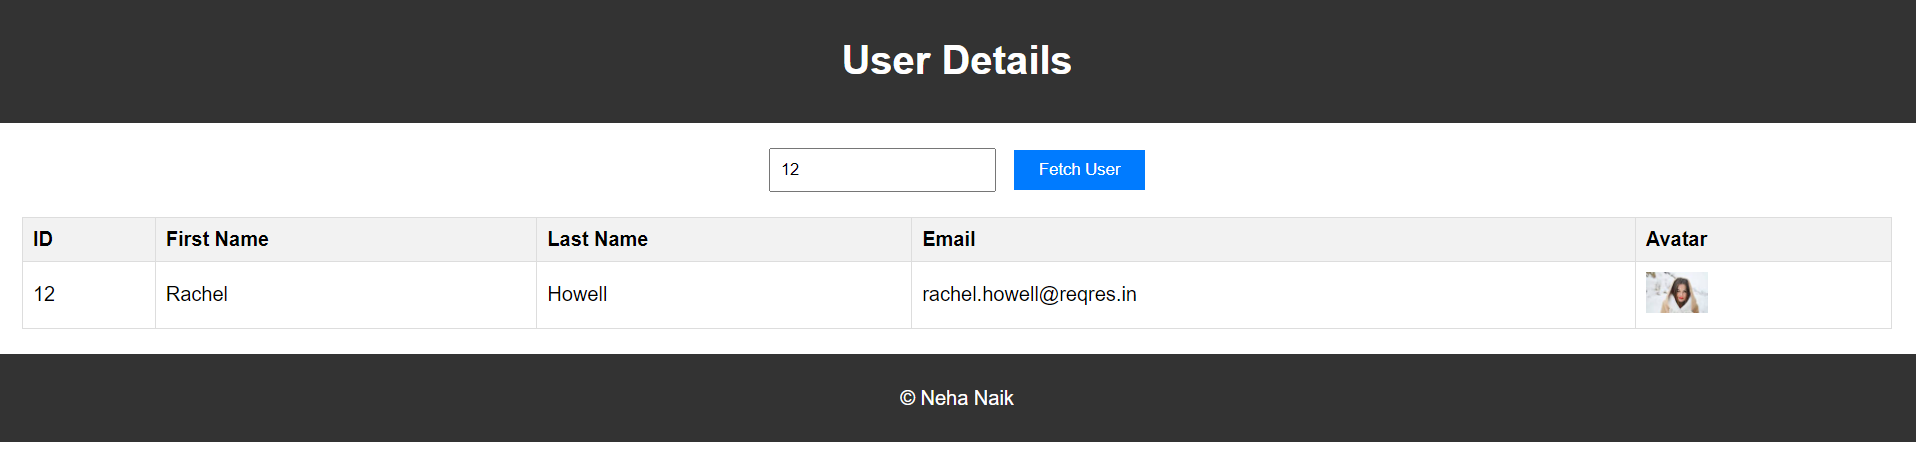 User Details
12
Fetch User
ID First Name Last Name Email Avatar
12 Rachel Howell rachel.howell@reqres.in
© Neha Naik